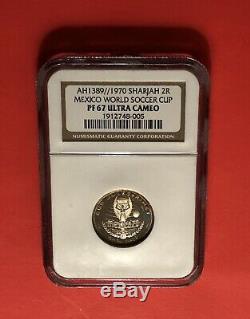 AH1389//1970 SHARJAH 2R
MEXICO WORLD SOCCER CUP
PF 67 ULTRA CAMEO
1912748-005
NUMISMATIC GUARANTY CORPORATION